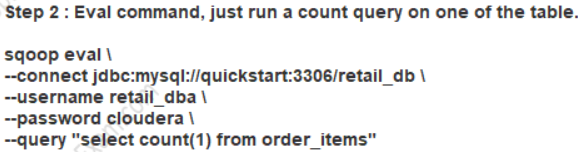 Step 2 : Eval command, just run a count query on one of the table.
sqoop eval \
--connect jdbc:mysql://quickstart:3306/retail_db \
--username retail_dba \
--password cloudera \
--query "select count(1) from order_items"